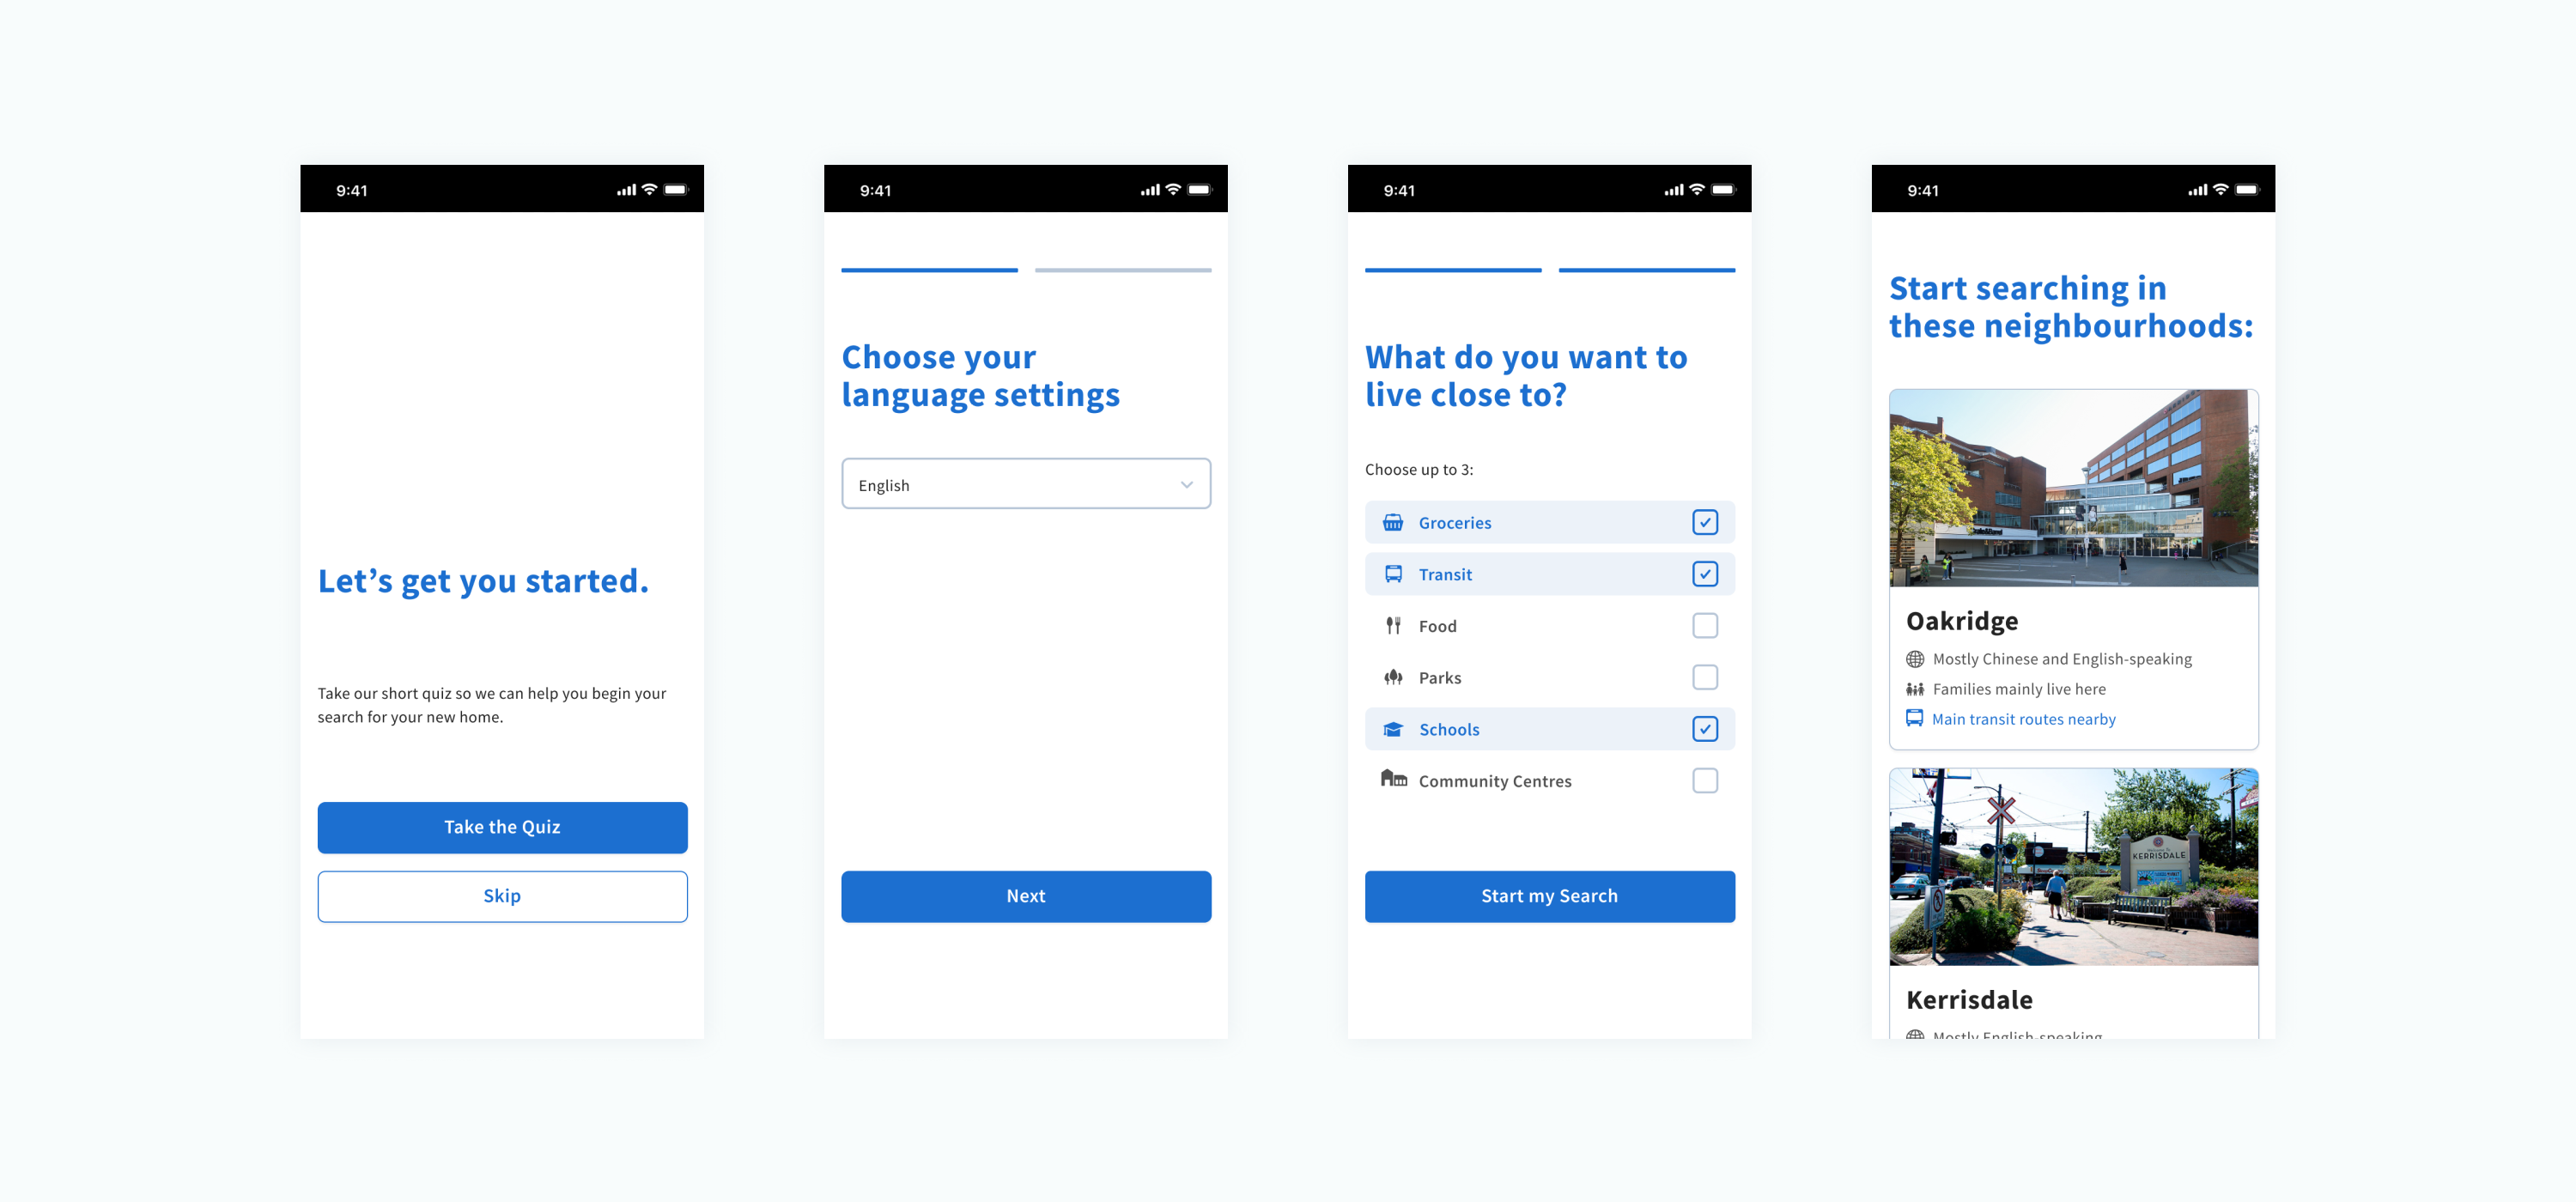 9:41
Let’s get you started.
Take our short quiz so we can help you begin your
search for your new home.
Take the Quiz
Skip
9:41
Choose your
language settings
English
Next
9:41
What do you want to
live close to?
Choose up to 3:
Groceries
Transit
Food
Parks
Schools
Community Centres
Start my Search
9:41
Start searching in
these neighbourhoods:
Oakridge
Mostly Chinese and English-speaking
Families mainly live here
Main transit routes nearby
KERRISDALE
Kerrisdale
Mostly English-speaking